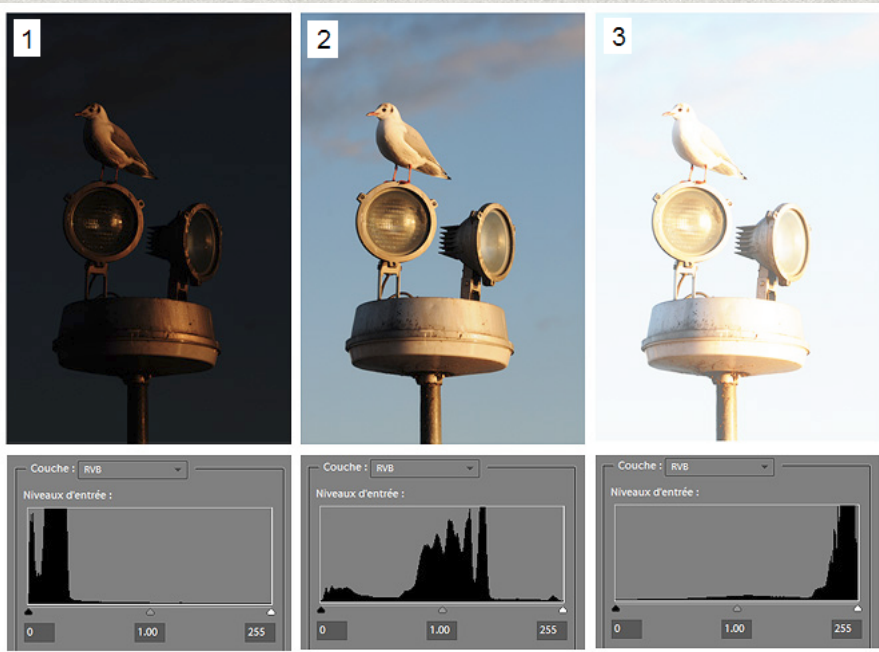 1 2 3
Couche : RVB
Niveaux d'entrée :
0 1.00 255
Couche : RVB
Niveaux d'entrée :
0 1.00 255
Couche : RVB
Niveaux d'entrée :
0 1.00 255